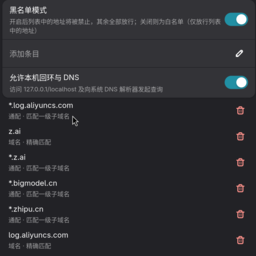 黑名单模式
开启后列表中的地址将被禁止，其余全部放行；关闭则为白名单（仅放行列表
中的地址）
添加条目
允许本机回环与 DNS
访问 127.0.0.1/localhost 及向系统 DNS 解析器发起查询
*.log.aliyuncs.com
通配 · 匹配一级子域名
z.ai
域名 · 精确匹配
*.z.ai
通配 · 匹配一级子域名
*.bigmodel.cn
通配 · 匹配一级子域名
*.zhipu.cn
通配 · 匹配一级子域名
log.aliyuncs.com
域名 · 精确匹配